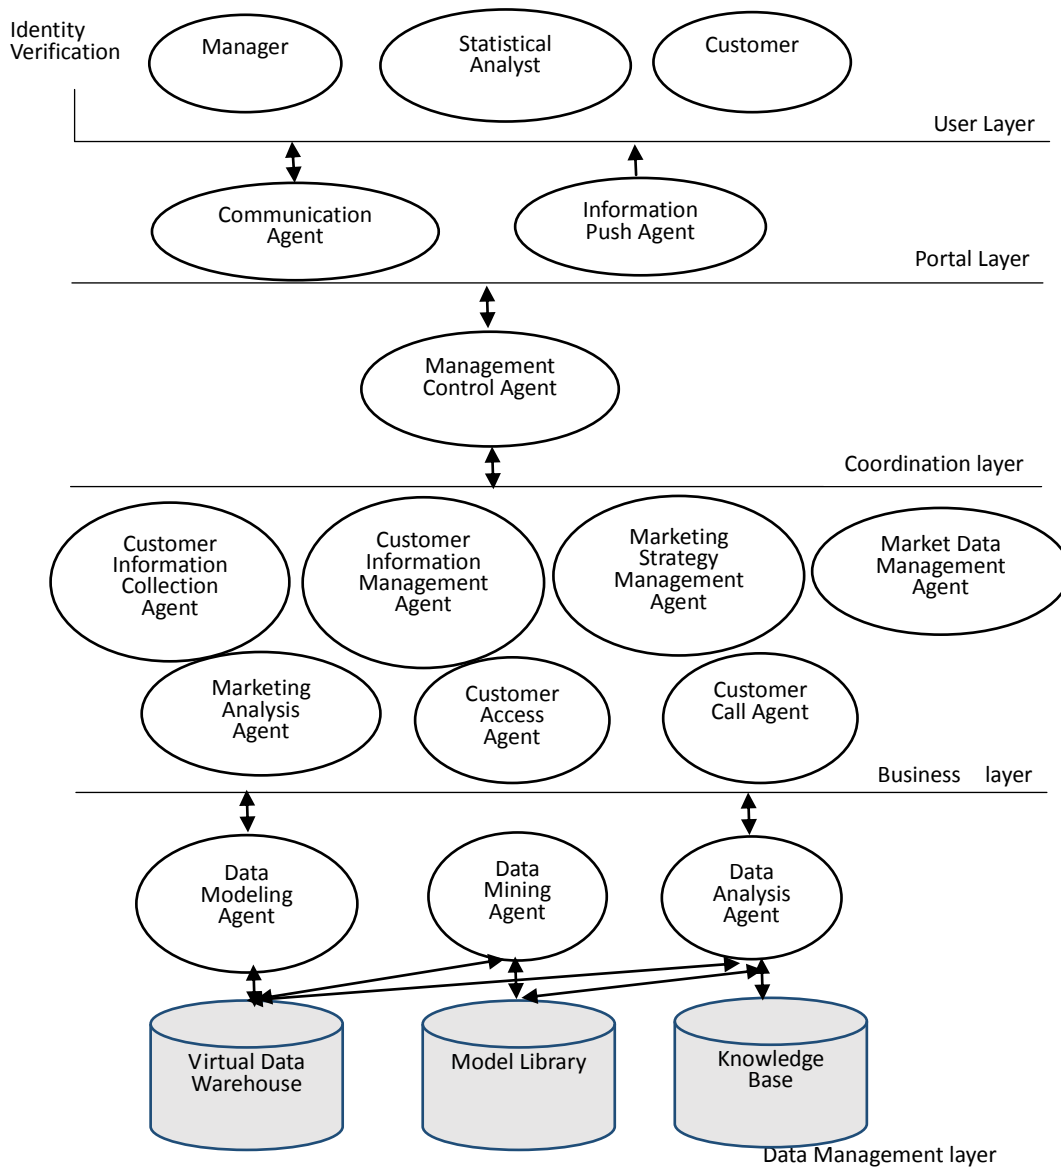 Identity
Verification
Manager
Statistical
Analyst
Customer
User Layer
Communication
Agent
Information
Push Agent
Portal Layer
Management
Control Agent
Coordination layer
Customer
Information
Collection
Agent
Customer
Information
Management
Agent
Marketing
Strategy
Management
Agent
Market Data
Management
Agent
Marketing
Analysis
Agent
Customer
Access
Agent
Customer
Call Agent
Business layer
Data
Modeling
Agent
Data
Mining
Agent
Data
Analysis
Agent
Virtual Data
Warehouse
Model Library
Knowledge
Base
Data Management layer